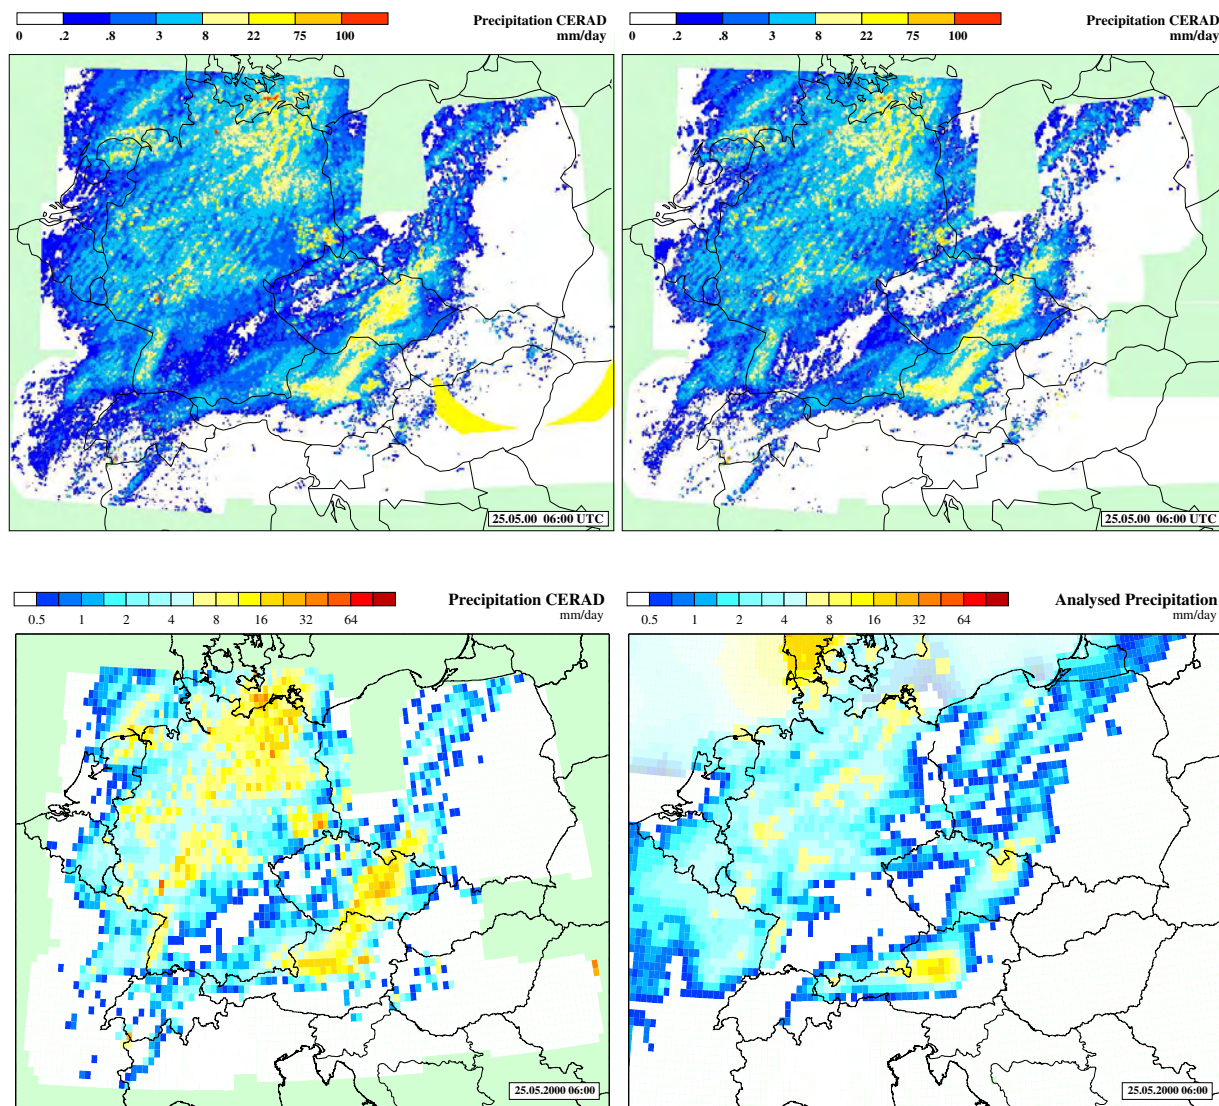 Precipitation CERAD
mm/day
0 .2 .8 3 8 22 75 100
25.05.00 06:00 UTC
Precipitation CERAD
mm/day
0 .2 .8 3 8 22 75 100
25.05.00 06:00 UTC
Precipitation CERAD
mm/day
0.5 1 2 4 8 16 32 64
25.05.2000 06:00
Analysed Precipitation
mm/day
0.5 1 2 4 8 16 32 64
25.05.2000 06:00